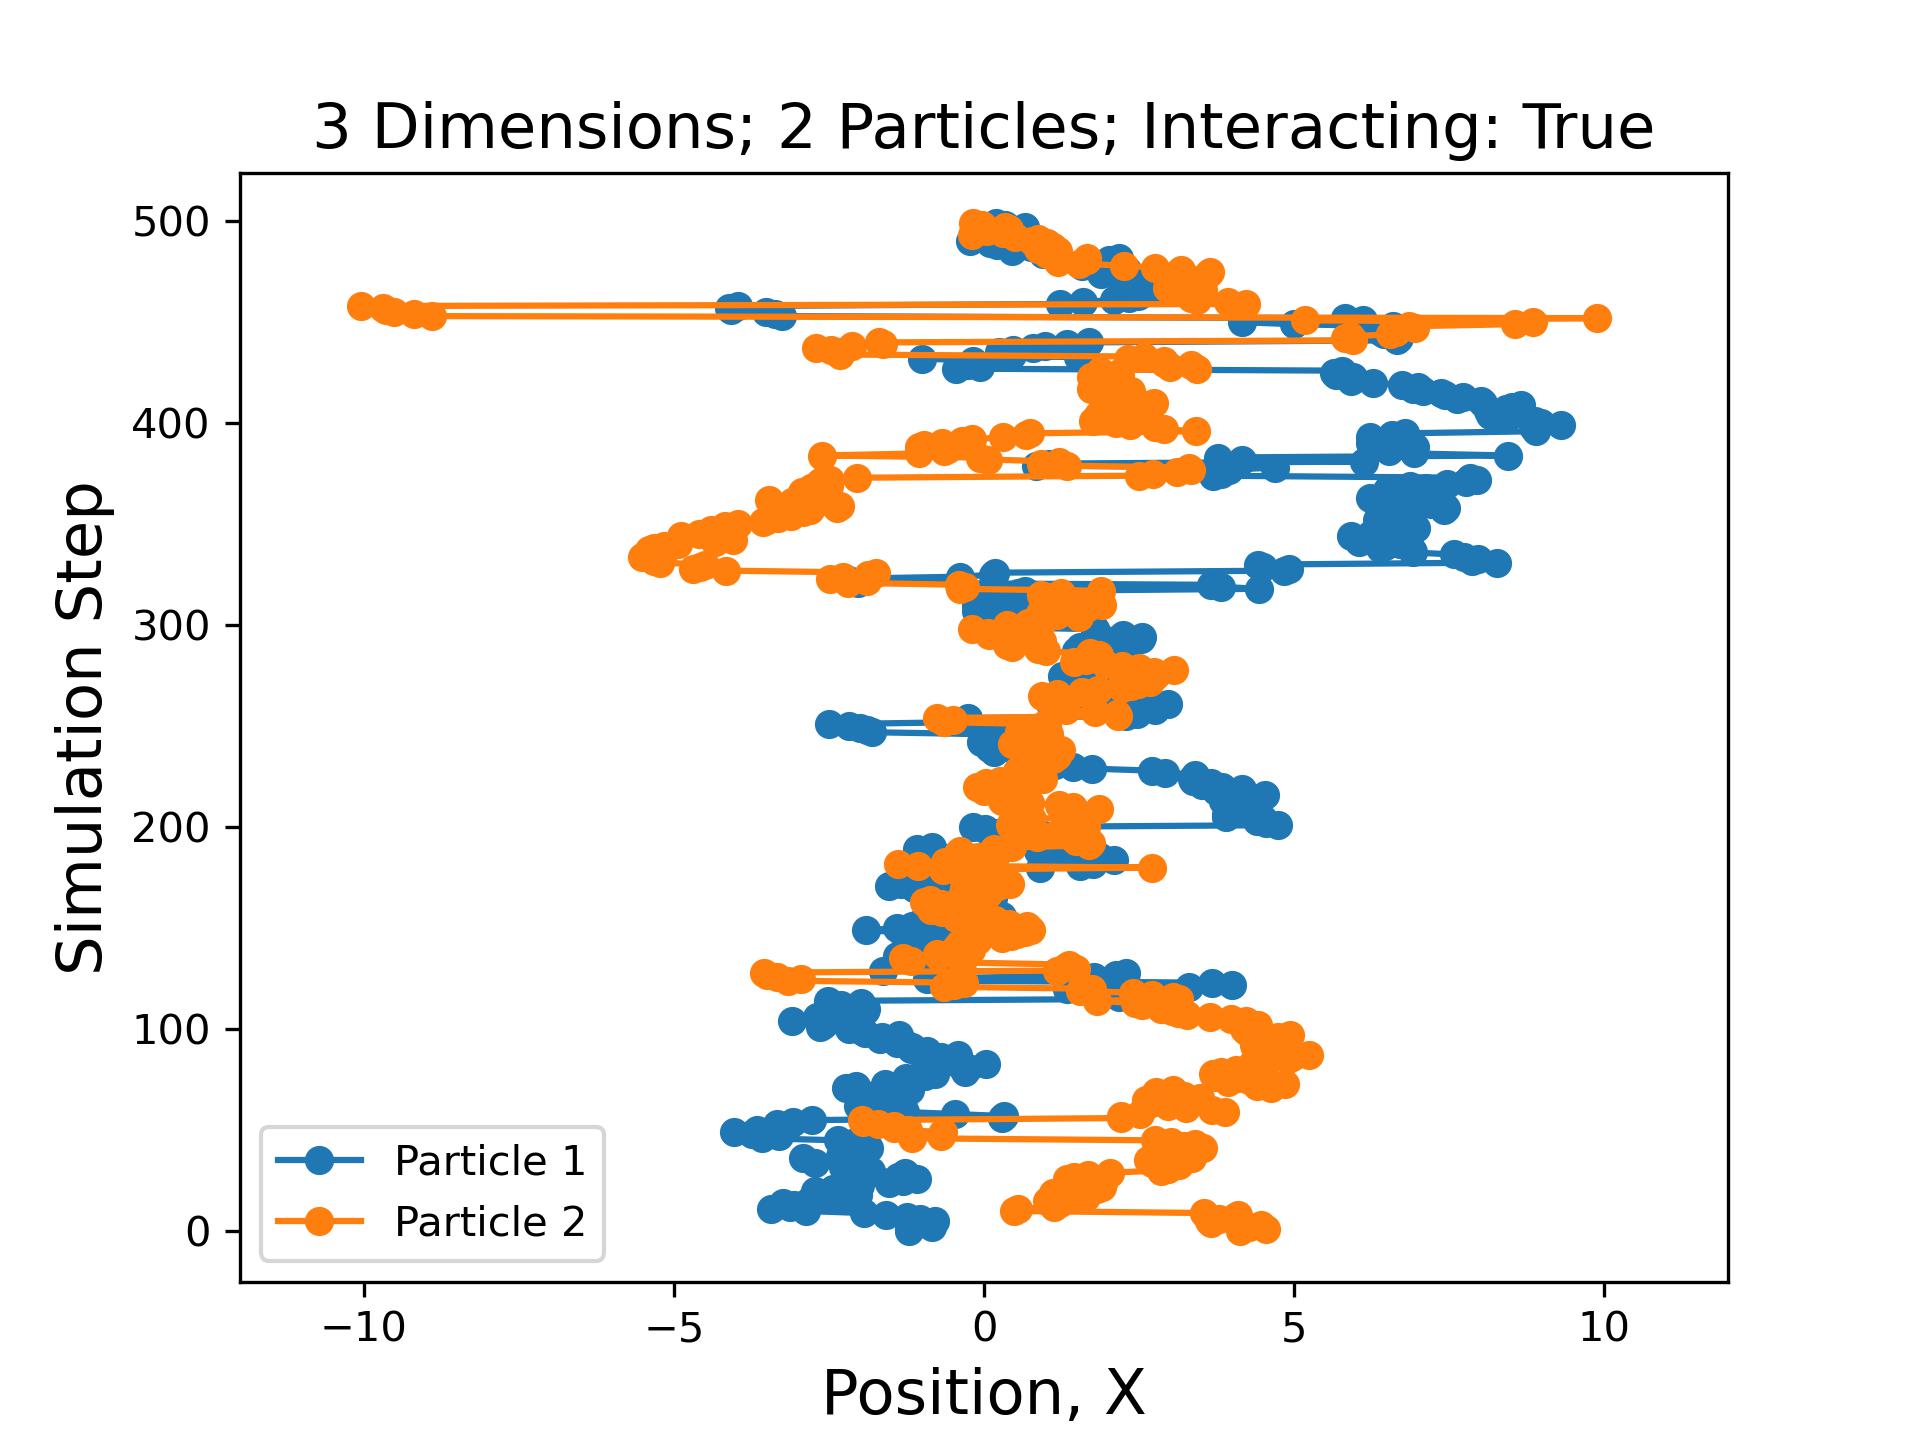 3 Dimensions; 2 Particles; Interacting: True
Simulation Step
500
400
300
200
100
0
Particle 1
Particle 2
−10
−5
0
5
10
Position, X